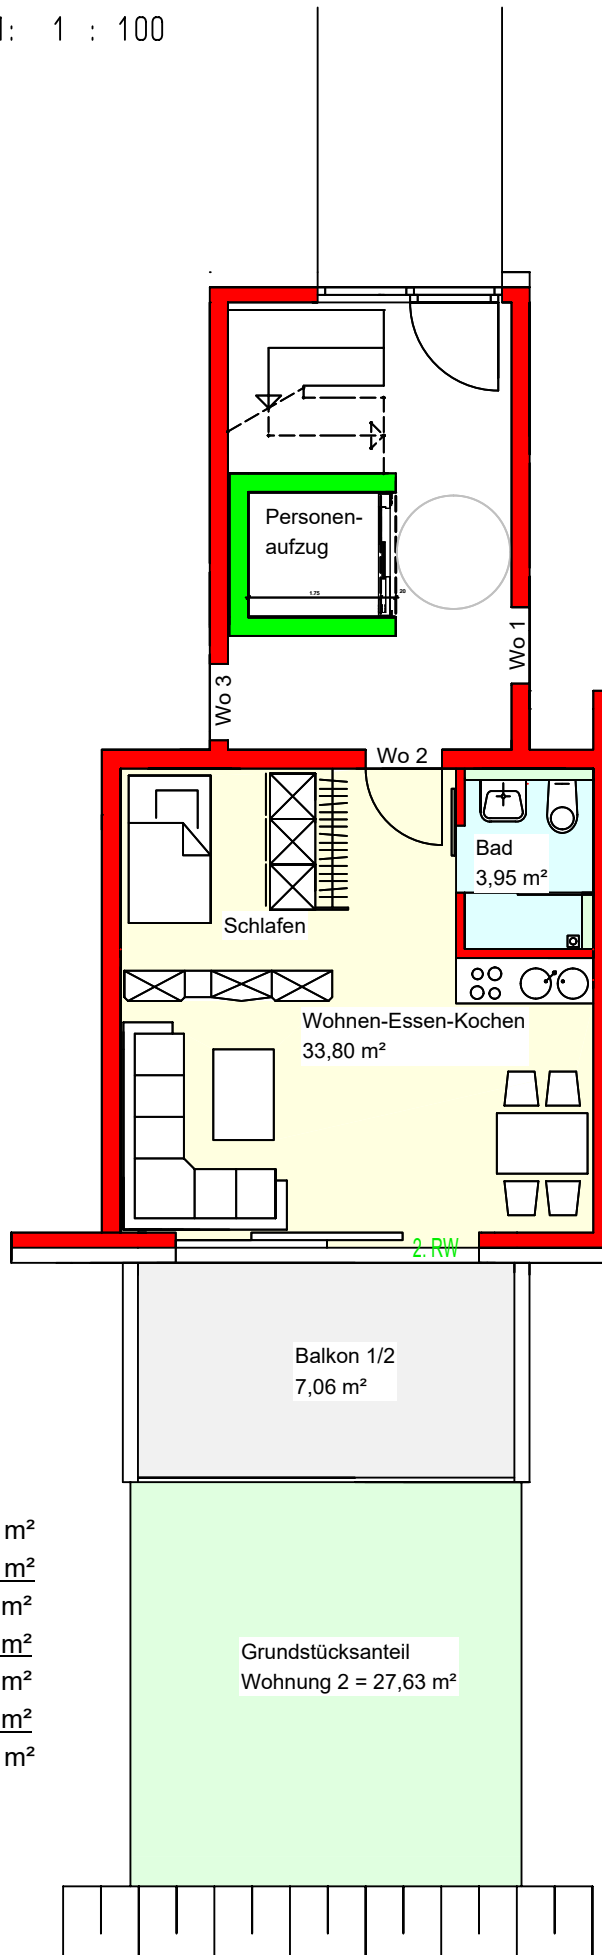 1 : 100
Personen-
aufzug
1.75
20
Wo 1
Wo 3
Wo 2
Bad
3,95 m²
Schlafen
Wohnen-Essen-Kochen
33,80 m²
2. RW
Balkon 1/2
7,06 m²
m²
m²
m²
m²
m²
m²
m²
Grundstücksanteil
Wohnung 2 = 27,63 m²